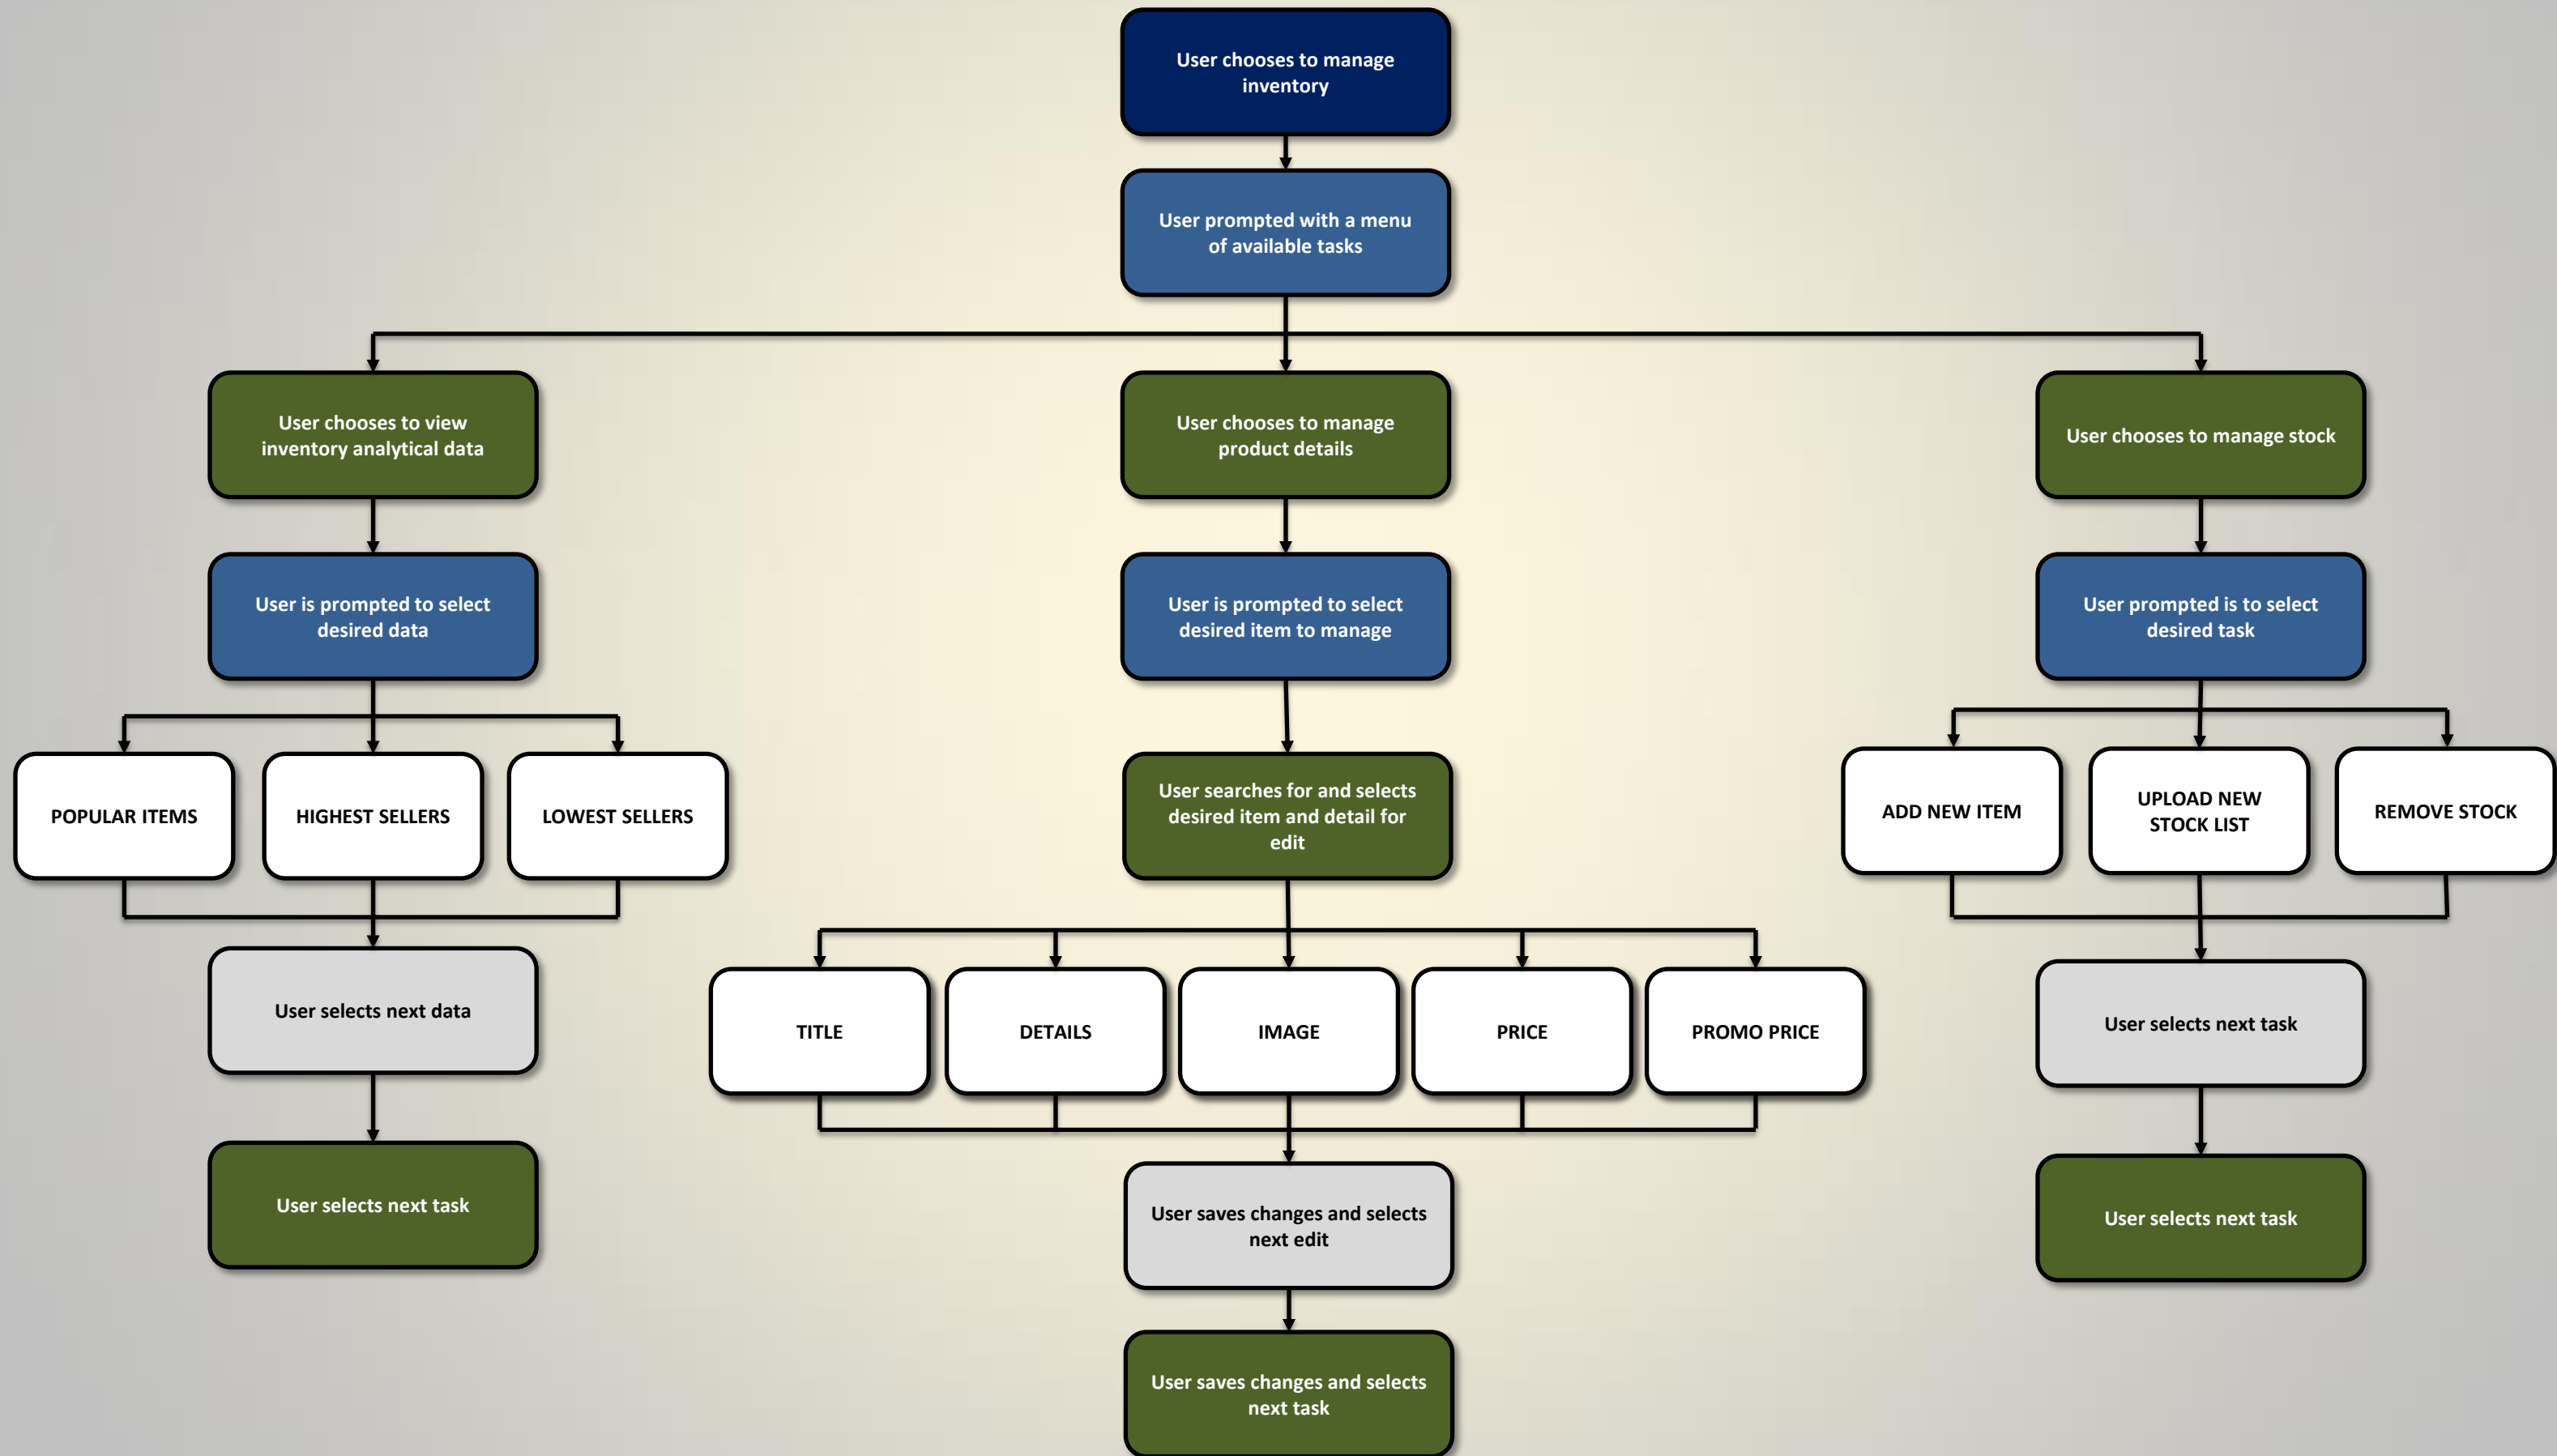 User chooses to manage
inventory
User prompted with a menu
of available tasks
User chooses to view
inventory analytical data
User chooses to manage
product details
User chooses to manage stock
User is prompted to select
desired data
User is prompted to select
desired item to manage
User prompted is to select
desired task
POPULAR ITEMS
HIGHEST SELLERS
LOWEST SELLERS
User searches for and selects
desired item and detail for
edit
ADD NEW ITEM
UPLOAD NEW
STOCK LIST
REMOVE STOCK
User selects next data
TITLE
DETAILS
IMAGE
PRICE
PROMO PRICE
User selects next task
User selects next task
User saves changes and selects
next edit
User selects next task
User saves changes and selects
next task